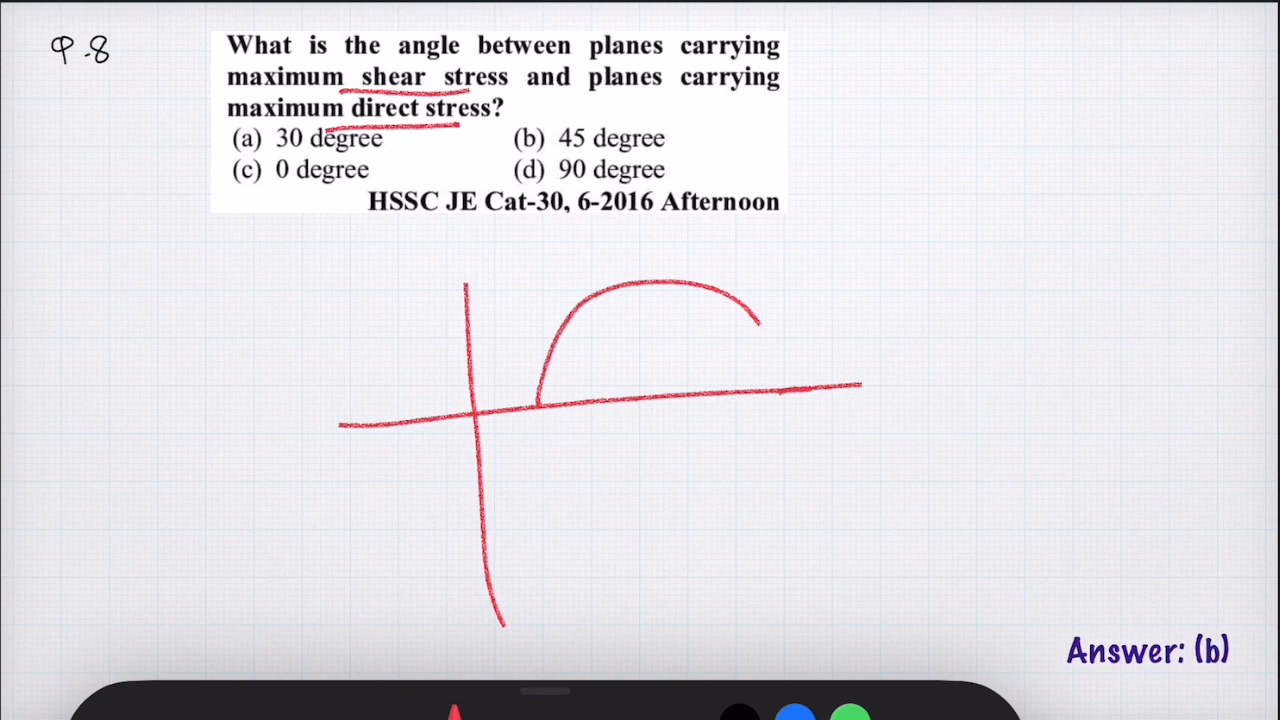 φ-8
What is the angle between planes carrying
maximum shear stress and planes carrying
maximum direct stress?
(a) 30 degree (b) 45 degree
(c) 0 degree (d) 90 degree
HSSC JE Cat-30, 6-2016 Afternoon
Answer: (b)